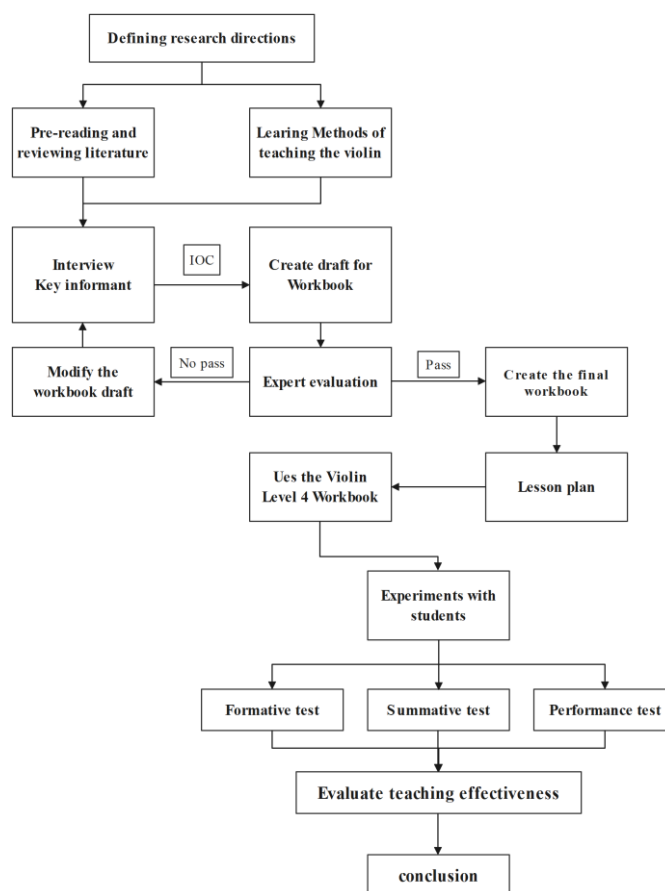 Defining research directions
Pre-reading and
reviewing literature
Learing Methods of
teaching the violin
Interview
Key informant
IOC
Create draft for
Workbook
Modify the
workbook draft
No pass
Expert evaluation
Pass
Create the final
workbook
Ues the Violin
Level 4 Workbook
Lesson plan
Experiments with
students
Formative test
Summative test
Performance test
Evaluate teaching effectiveness
conclusion